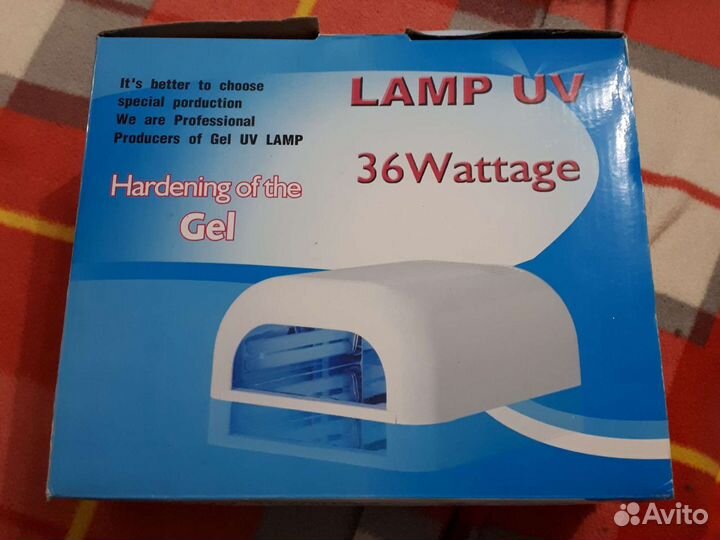 It's better to choose
special porduction
We are Professional
Producers of Gel UV LAMP
LAMP UV
36Wattage
Hardening of the
Gel
Avito